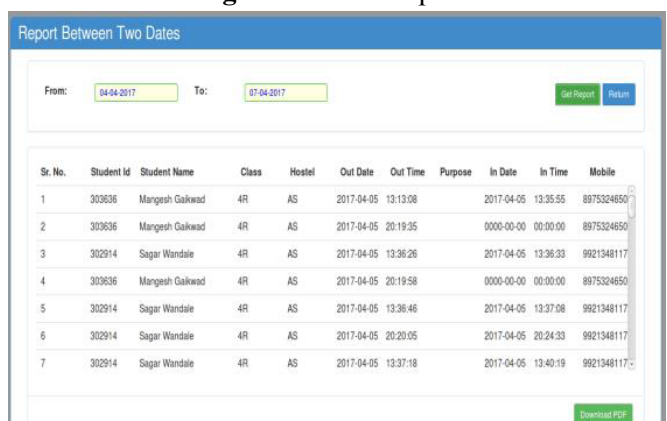 Report Between Two Dates
From: 04-04-2017 To: 07-04-2017 Get Report Return
Sr. No. Student Id Student Name Class Hostel Out Date Out Time Purpose In Date In Time Mobile
1 303636 Mangesh Gaikwad 4R AS 2017-04-05 13:13:08 2017-04-05 13:35:55 8975324650
2 303636 Mangesh Gaikwad 4R AS 2017-04-05 20:19:35 0000-00-00 00:00:00 8975324650
3 302914 Sagar Wandale 4R AS 2017-04-05 13:36:26 2017-04-05 13:36:33 9921348117
4 303636 Mangesh Gaikwad 4R AS 2017-04-05 20:19:58 0000-00-00 00:00:00 8975324650
5 302914 Sagar Wandale 4R AS 2017-04-05 13:36:46 2017-04-05 13:37:08 9921348117
6 302914 Sagar Wandale 4R AS 2017-04-05 20:20:05 2017-04-05 20:24:33 9921348117
7 302914 Sagar Wandale 4R AS 2017-04-05 13:37:18 2017-04-05 13:40:19 9921348117
Download PDF